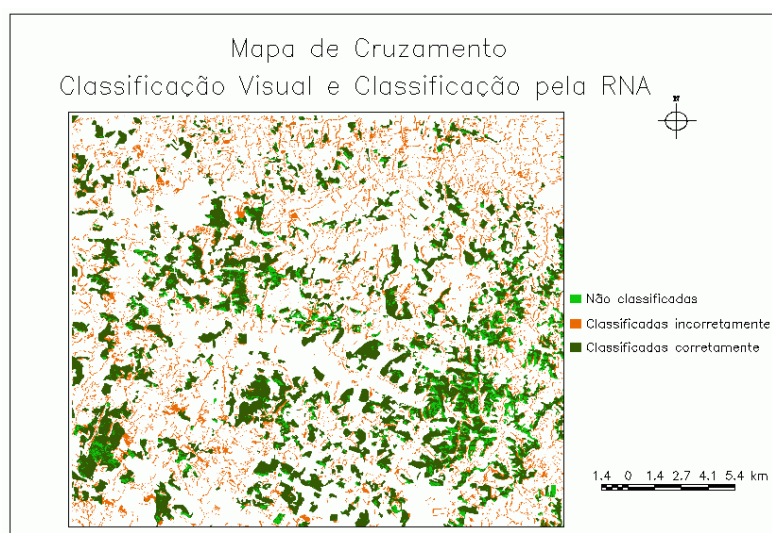 Mapa de Cruzamento
Classificação Visual e Classificação pela RNA
N
Não classificadas
Classificadas incorretamente
Classificadas corretamente
1.4 0 1.4 2.7 4.1 5.4 km